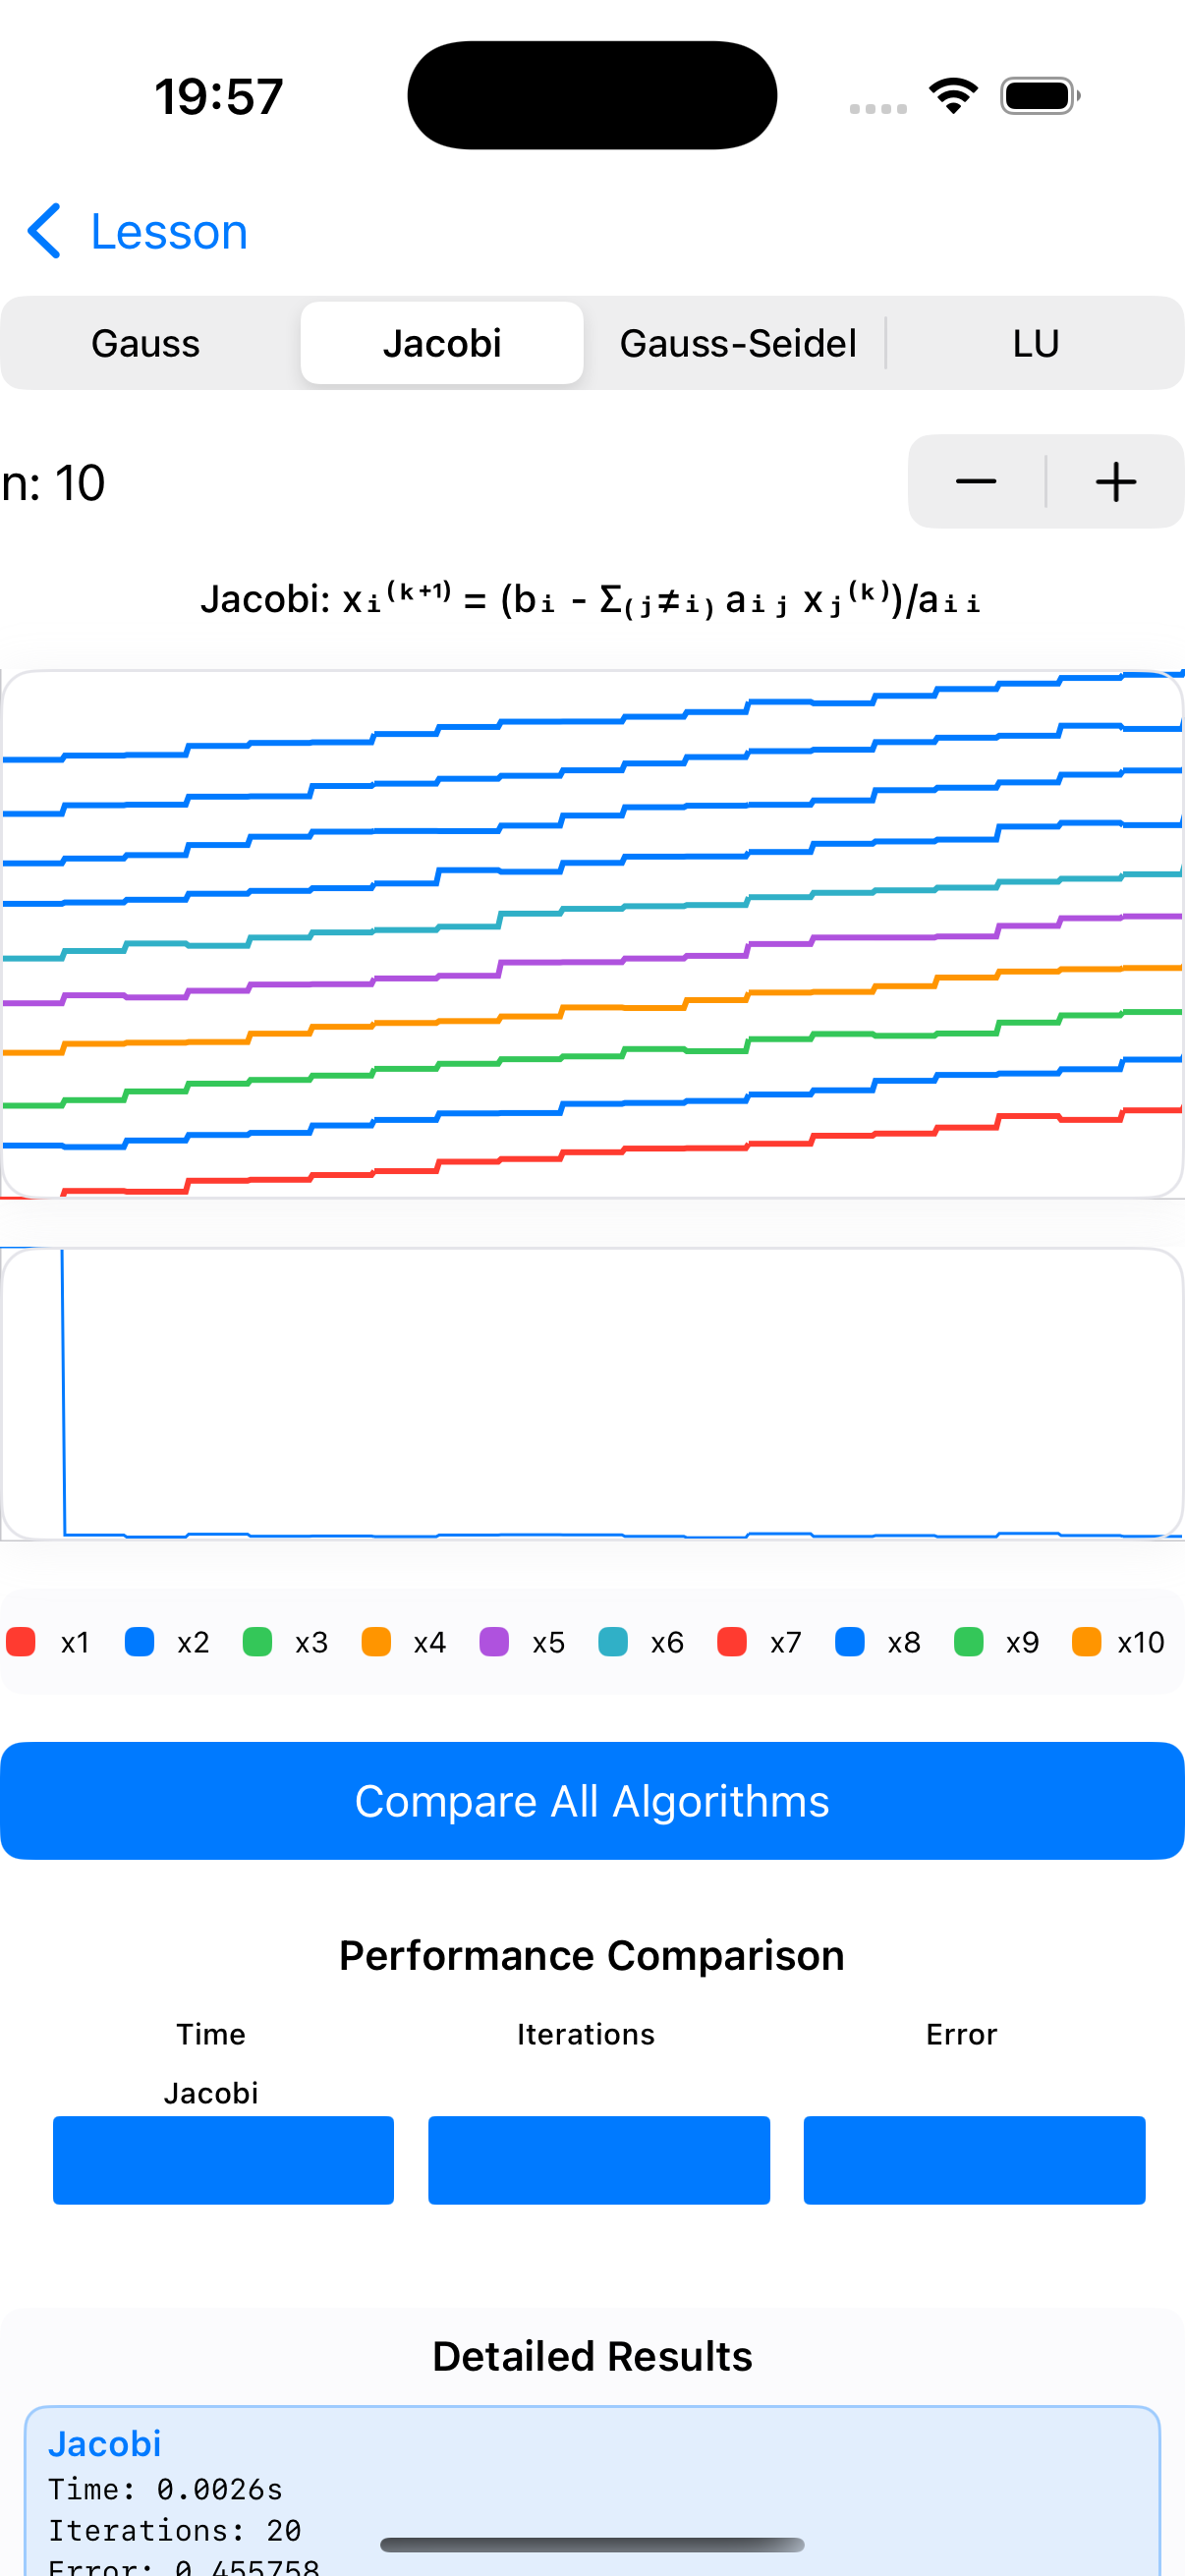 19:57
Lesson
Gauss Jacobi Gauss-Seidel LU
n: 10
Jacobi: xᵢ⁽ᵏ⁺¹⁾ = (bᵢ - Σ₍ⱼ≠ᵢ₎ aᵢⱼ xⱼ⁽ᵏ⁾)/aᵢᵢ
x1 x2 x3 x4 x5 x6 x7 x8 x9 x10
Compare All Algorithms
Performance Comparison
Time Iterations Error
Jacobi
Detailed Results
Jacobi
Time: 0.0026s
Iterations: 20
Error: 0.455758